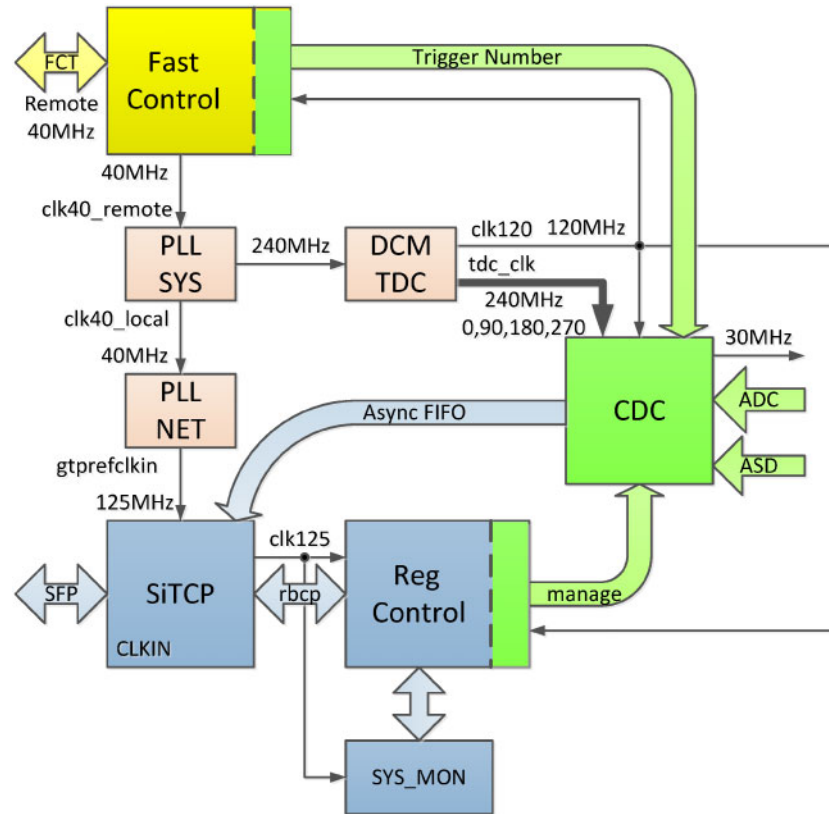 FCT
Remote
40MHz
Fast
Control
Trigger Number
40MHz
clk40_remote
PLL
SYS
240MHz
DCM
TDC
clk120
120MHz
tdc_clk
240MHz
0,90,180,270
clk40_local
40MHz
PLL
NET
gtprefclkin
125MHz
Async FIFO
CDC
30MHz
ADC
ASD
SFP
SiTCP
CLKIN
clk125
rbcp
Reg
Control
manage
SYS_MON